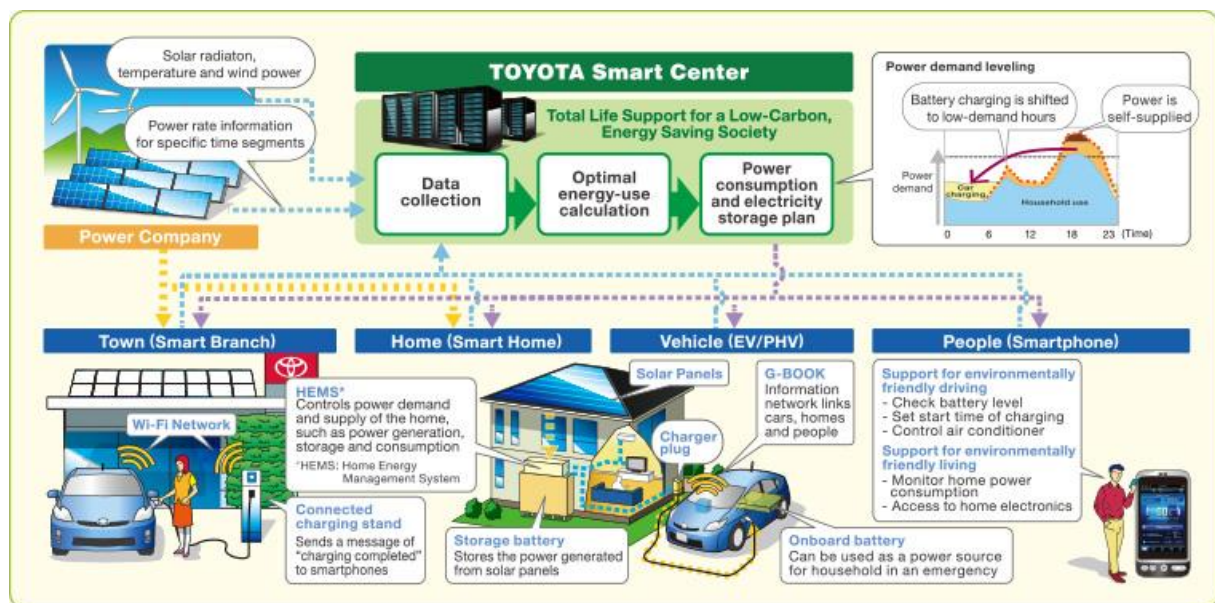 Solar radiaton,
temperature and wind power
Power rate information
for specific time segments
Power Company
TOYOTA Smart Center
Total Life Support for a Low-Carbon,
Energy Saving Society
Data
collection
Optimal
energy-use
calculation
Power
consumption
and electricity
storage plan
Power demand leveling
Battery charging is shifted
to low-demand hours
Power is
self-supplied
Power
demand
Car
charging
Household use
0 6 12 18 23 (Time)
Town (Smart Branch)
Wi-Fi Network
Connected
charging stand
Sends a message of
“charging completed”
to smartphones
Home (Smart Home)
HEMS*
Controls power demand
and supply of the home,
such as power generation,
storage and consumption
*HEMS: Home Energy
Management System
Storage battery
Stores the power generated
from solar panels
Solar Panels
Vehicle (EV/PHV)
G-BOOK
Information
network links
cars, homes
and people
Charger
plug
Onboard battery
Can be used as a power source
for household in an emergency
People (Smartphone)
Support for environmentally
friendly driving
- Check battery level
- Set start time of charging
- Control air conditioner
Support for environmentally
friendly living
- Monitor home power
consumption
- Access to home electronics